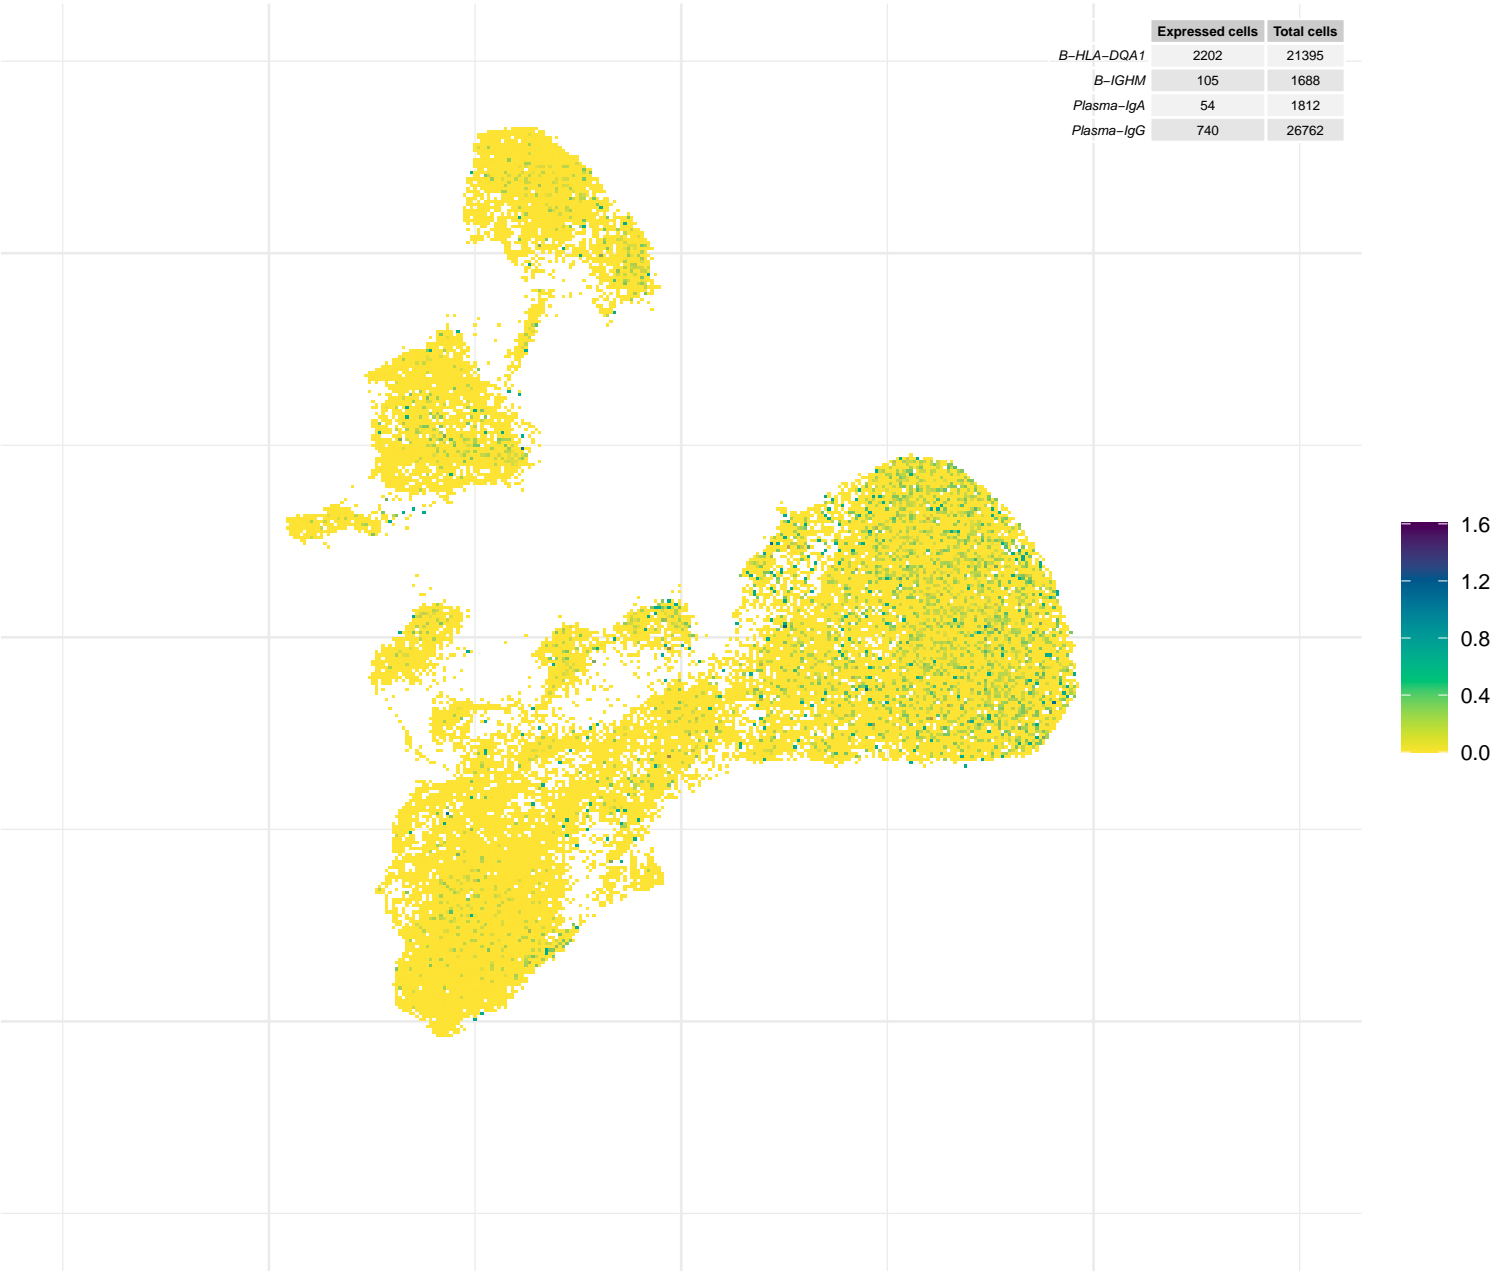 Expressed cells Total cells
B−HLA−DQA1 2202 21395
B−IGHM 105 1688
Plasma−IgA 54 1812
Plasma−IgG 740 26762
1.6
1.2
0.8
0.4
0.0